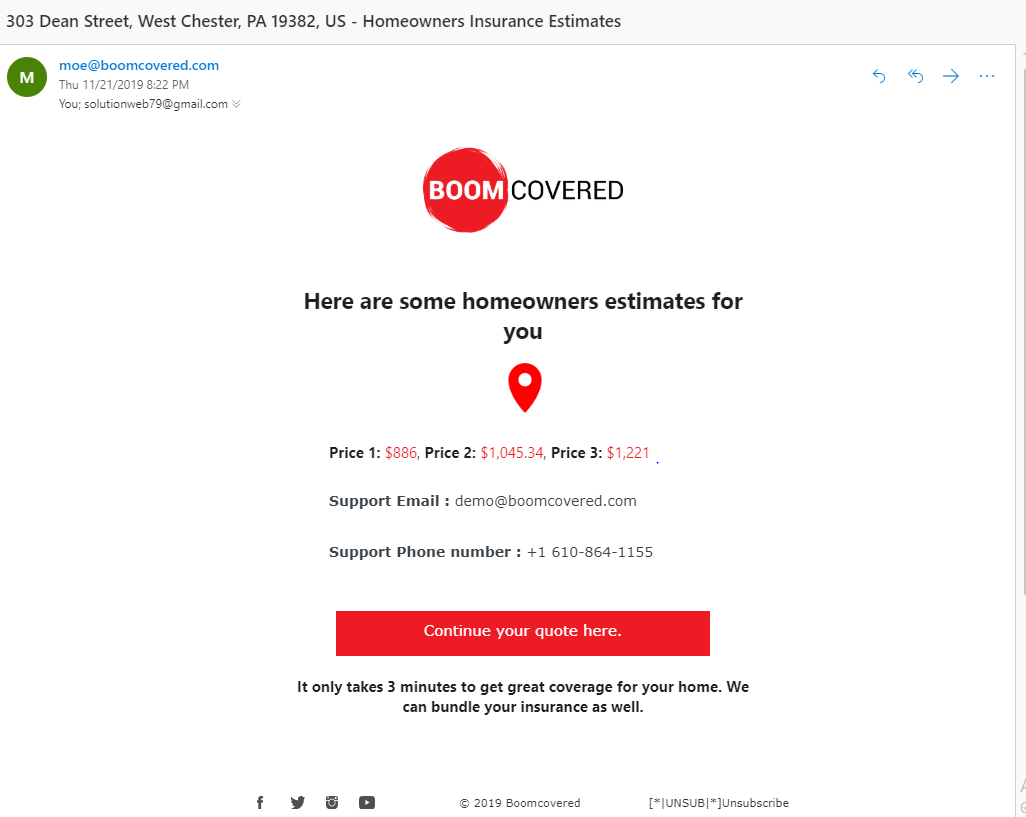 303 Dean Street, West Chester, PA 19382, US - Homeowners Insurance Estimates
M
moe@boomcovered.com
Thu 11/21/2019 8:22 PM
You; solutionweb79@gmail.com
BOOMCOVERED
Here are some homeowners estimates for
you
Price 1: $886, Price 2: $1,045.34, Price 3: $1,221 .
Support Email : demo@boomcovered.com
Support Phone number : +1 610-864-1155
Continue your quote here.
It only takes 3 minutes to get great coverage for your home. We
can bundle your insurance as well.
© 2019 Boomcovered [*|UNSUB|*]Unsubscribe